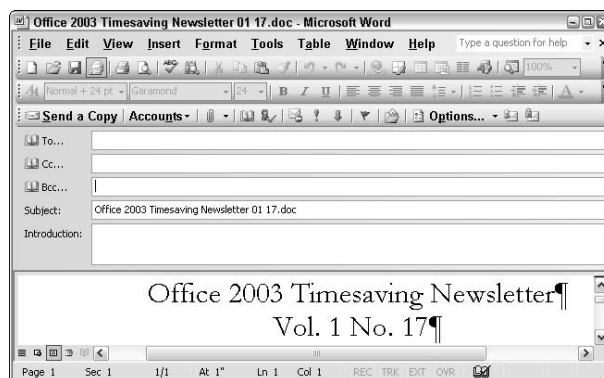 Office 2003 Timesaving Newsletter 01 17.doc - Microsoft Word
File Edit View Insert Format Tools Table Window Help Type a question for help
100%
Normal + 24 pt Garamond 24 B I U A
Send a Copy Accounts Options...
To...
Cc...
Bcc...
Subject: Office 2003 Timesaving Newsletter 01 17.doc
Introduction:
Office 2003 Timesaving Newsletter¶
Vol. 1 No. 17¶
Page 1 Sec 1 1/1 At 1" Ln 1 Col 1 REC TRK EXT OVR